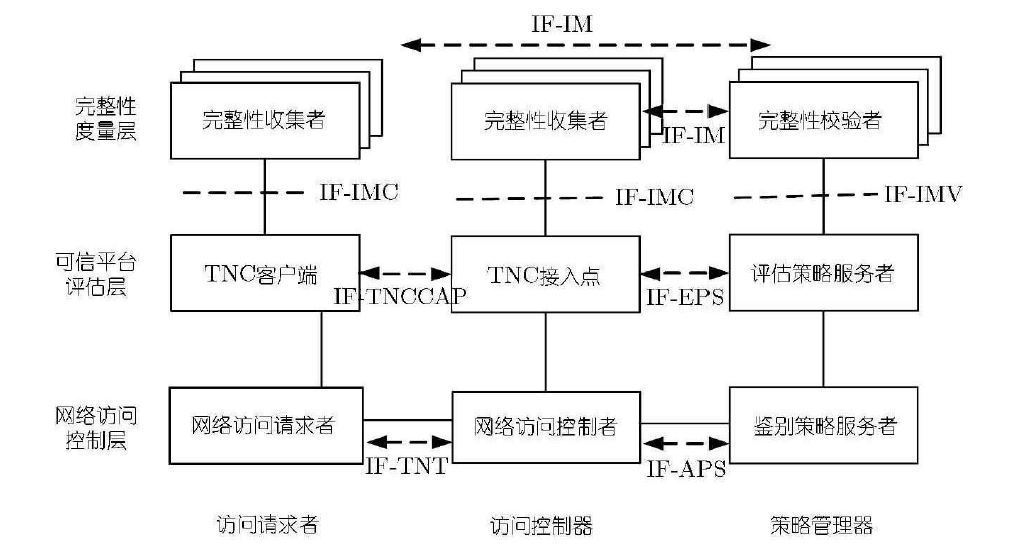 IF-IM
完整性
度量层
完整性收集者
完整性收集者
IF-IM
完整性校验者
IF-IMC
IF-IMC
IF-IMV
可信平台
评估层
TNC客户端
IF-TNCCAP
TNC接入点
IF-EPS
评估策略服务者
网络访问
控制层
网络访问请求者
IF-TNT
网络访问控制者
IF-APS
鉴别策略服务者
访问请求者
访问控制器
策略管理器